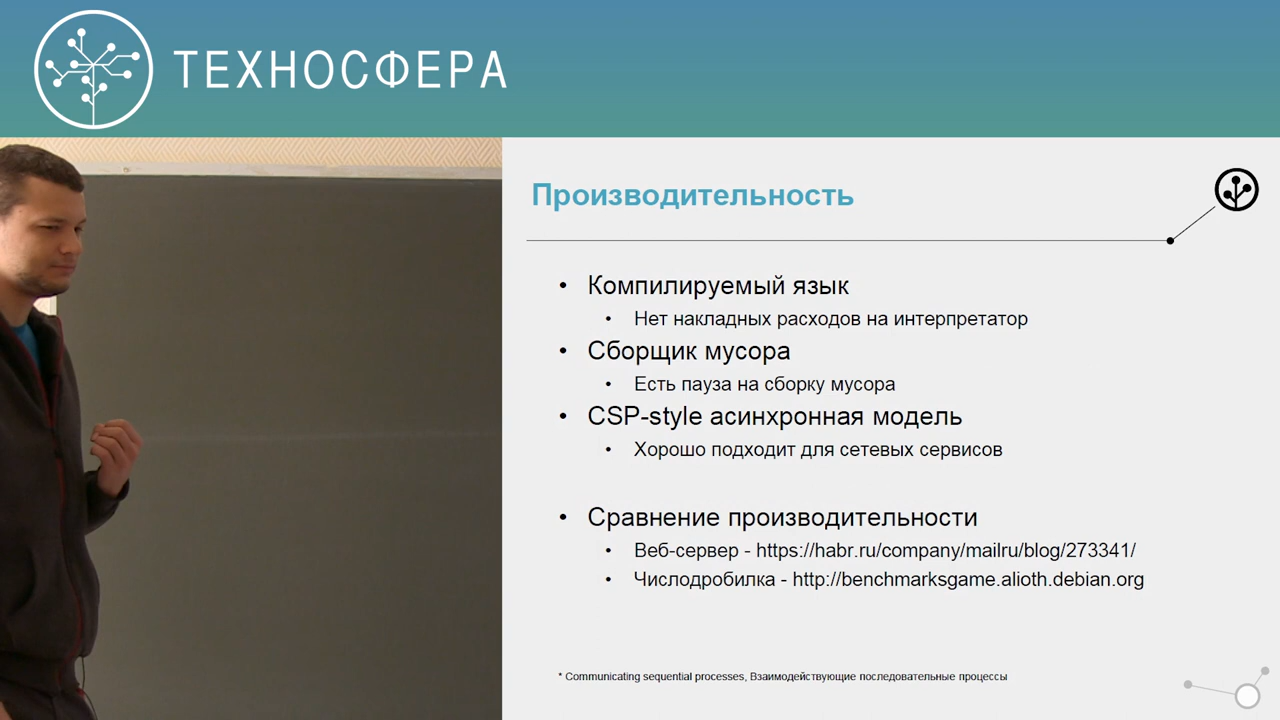 ТЕХНОСФЕРА
Производительность
• Компилируемый язык
• Нет накладных расходов на интерпретатор
• Сборщик мусора
• Есть пауза на сборку мусора
• CSP-style асинхронная модель
• Хорошо подходит для сетевых сервисов
• Сравнение производительности
• Веб-сервер - https://habr.ru/company/mailru/blog/273341/
• Числодробилка - http://benchmarksgame.alioth.debian.org
* Communicating sequential processes, Взаимодействующие последовательные процессы